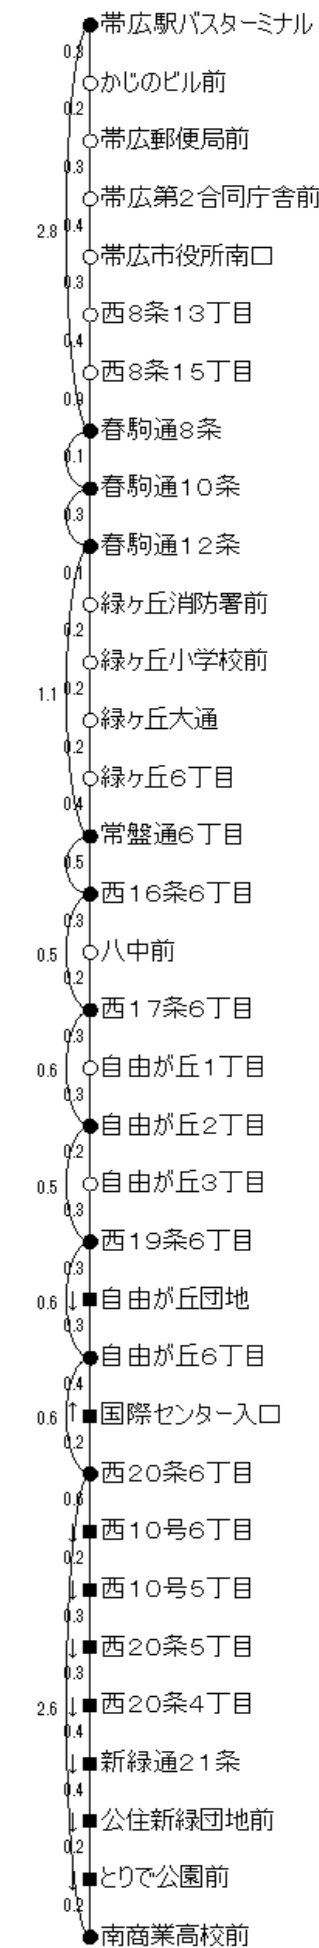 帯広駅バスターミナル
0.3
かじのビル前
0.2
帯広郵便局前
0.3
帯広第2合同庁舎前
2.8 0.4
帯広市役所南口
0.3
西8条13丁目
0.4
西8条15丁目
0.9
春駒通8条
0.1
春駒通10条
0.3
春駒通12条
0.1
緑ヶ丘消防署前
0.2
緑ヶ丘小学校前
1.1 0.2
緑ヶ丘大通
0.2
緑ヶ丘6丁目
0.4
常盤通6丁目
0.5
西16条6丁目
0.3
0.5 八中前
0.2
西17条6丁目
0.3
0.6 自由が丘1丁目
0.3
自由が丘2丁目
0.2
0.5 自由が丘3丁目
0.3
西19条6丁目
0.3
0.6 ↓ 自由が丘団地
0.3
自由が丘6丁目
0.4
0.6 ↑ 国際センター入口
0.2
西20条6丁目
0.6
↓ 西10号6丁目
0.2
↓ 西10号5丁目
0.3
↓ 西20条5丁目
0.3
2.6 ↓ 西20条4丁目
0.4
↓ 新緑通21条
0.4
↓ 公住新緑団地前
0.2
↓ とりで公園前
0.2
南商業高校前